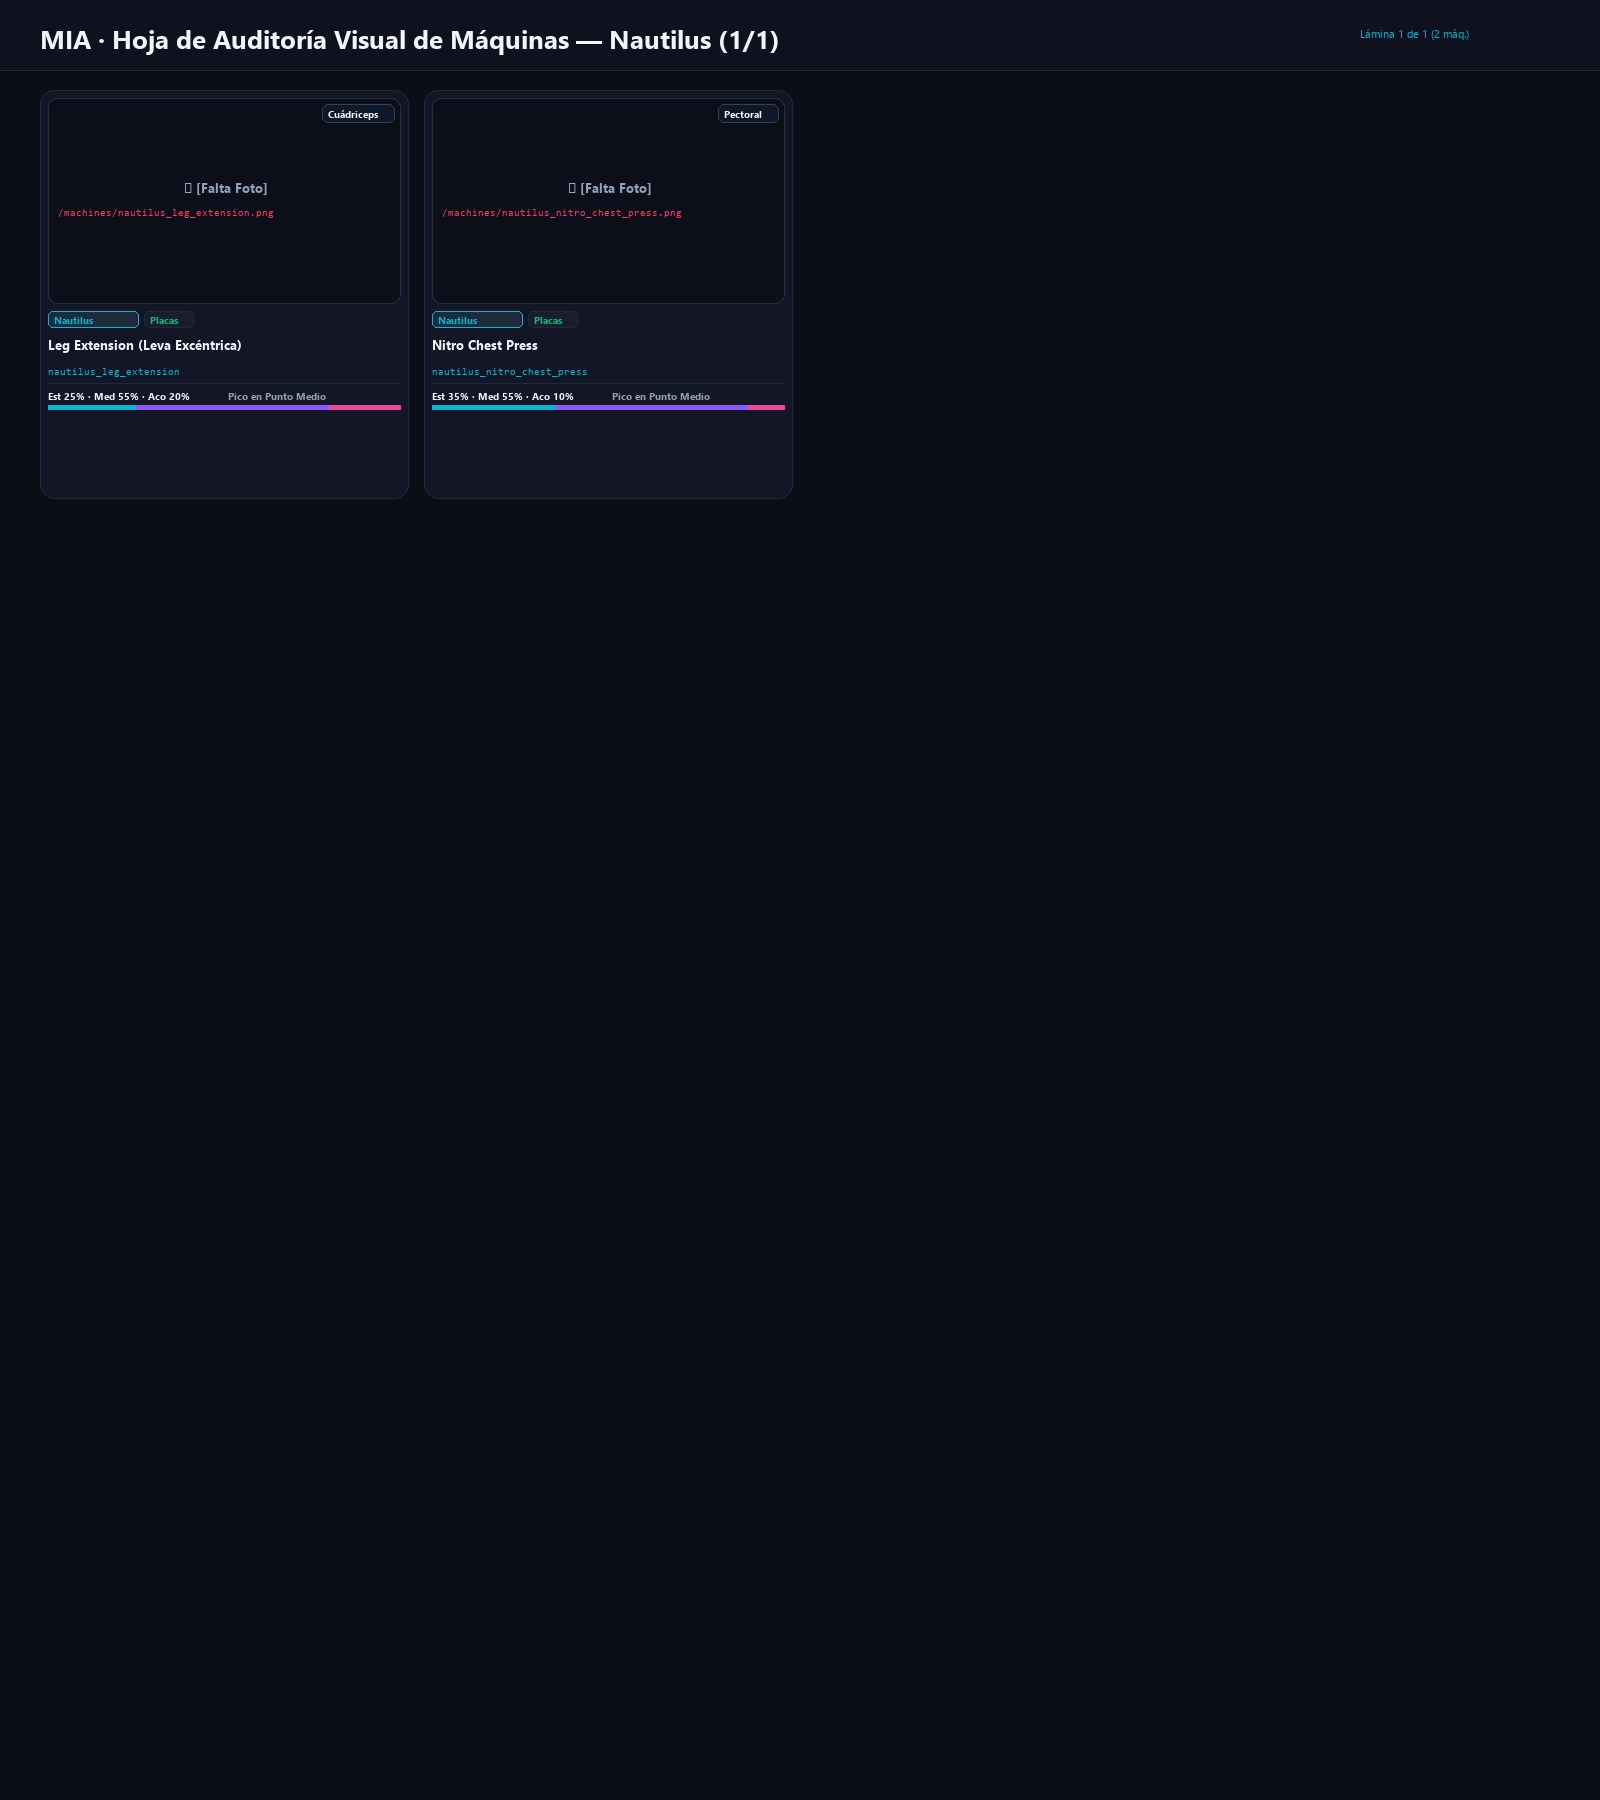 MIA · Hoja de Auditoría Visual de Máquinas — Nautilus (1/1)
Lámina 1 de 1 (2 máq.)
Cuádriceps
[Falta Foto]
/machines/nautilus_leg_extension.png
Nautilus
Placas
Leg Extension (Leva Excéntrica)
nautilus_leg_extension
Est 25% · Med 55% · Aco 20%
Pico en Punto Medio
Pectoral
[Falta Foto]
/machines/nautilus_nitro_chest_press.png
Nautilus
Placas
Nitro Chest Press
nautilus_nitro_chest_press
Est 35% · Med 55% · Aco 10%
Pico en Punto Medio